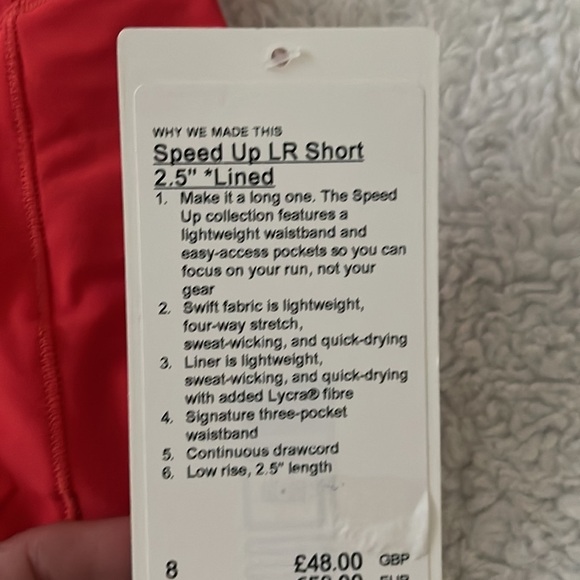 WHY WE MADE THIS
Speed Up LR Short
2.5" *Lined
1. Make it a long one. The Speed
Up collection features a
lightweight waistband and
easy-access pockets so you can
focus on your run, not your
gear
2. Swift fabric is lightweight,
four-way stretch,
sweat-wicking, and quick-drying
3. Liner is lightweight,
sweat-wicking, and quick-drying
with added Lycra® fibre
4. Signature three-pocket
waistband
5. Continuous drawcord
6. Low rise, 2.5" length
8 £48.00 GBP